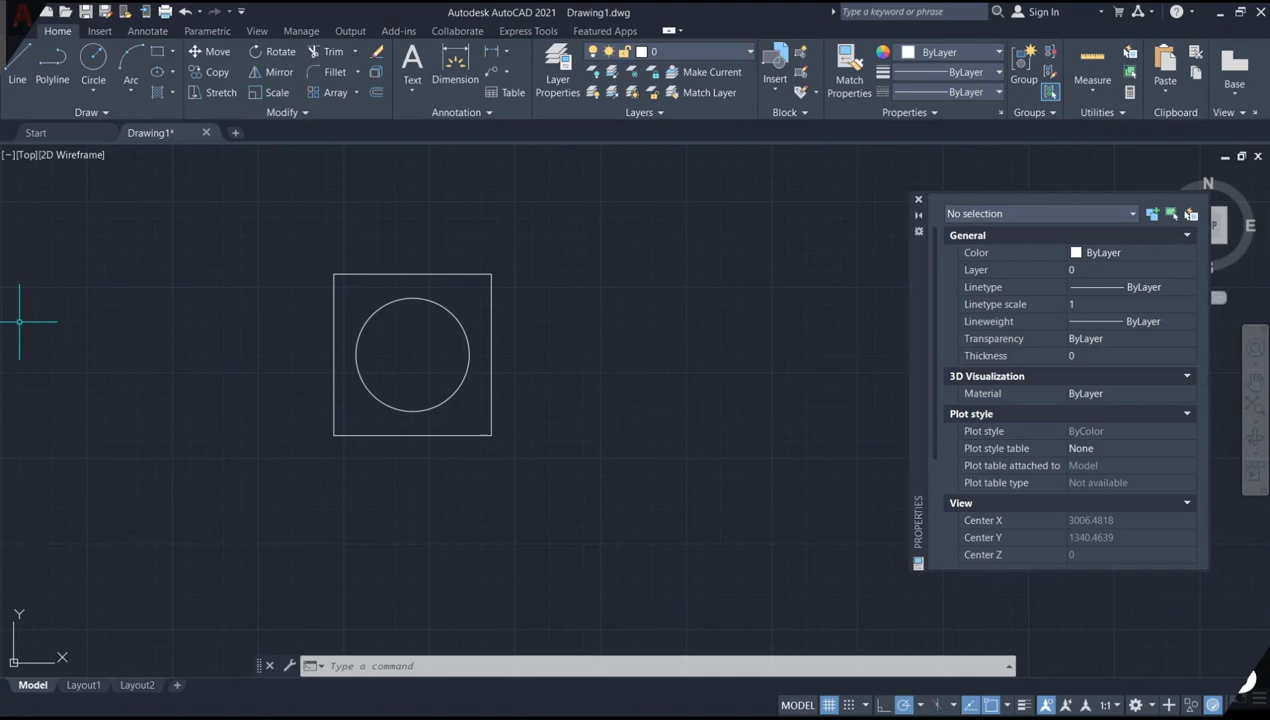 Autodesk AutoCAD 2021 Drawing1.dwg
Type a keyword or phrase
Sign In
Home Insert Annotate Parametric View Manage Output Add-ins Collaborate Express Tools Featured Apps
Line Polyline Circle Arc
Move Rotate Trim
Copy Mirror Fillet
Stretch Scale Array
Text Dimension Table
Layer Properties
0
Make Current
Match Layer
Insert
Match Properties
ByLayer
ByLayer
ByLayer
Group
Measure
Paste
Base
Draw Modify Annotation Layers Block Properties Groups Utilities Clipboard View
Start Drawing1*
[−][Top][2D Wireframe]
N
E
No selection
General
Color ByLayer
Layer 0
Linetype ByLayer
Linetype scale 1
Lineweight ByLayer
Transparency ByLayer
Thickness 0
3D Visualization
Material ByLayer
Plot style
Plot style ByColor
Plot style table None
Plot table attached to Model
Plot table type Not available
View
Center X 3006.4818
Center Y 1340.4639
Center Z 0
PROPERTIES
Y
X
Type a command
Model Layout1 Layout2
MODEL 1:1